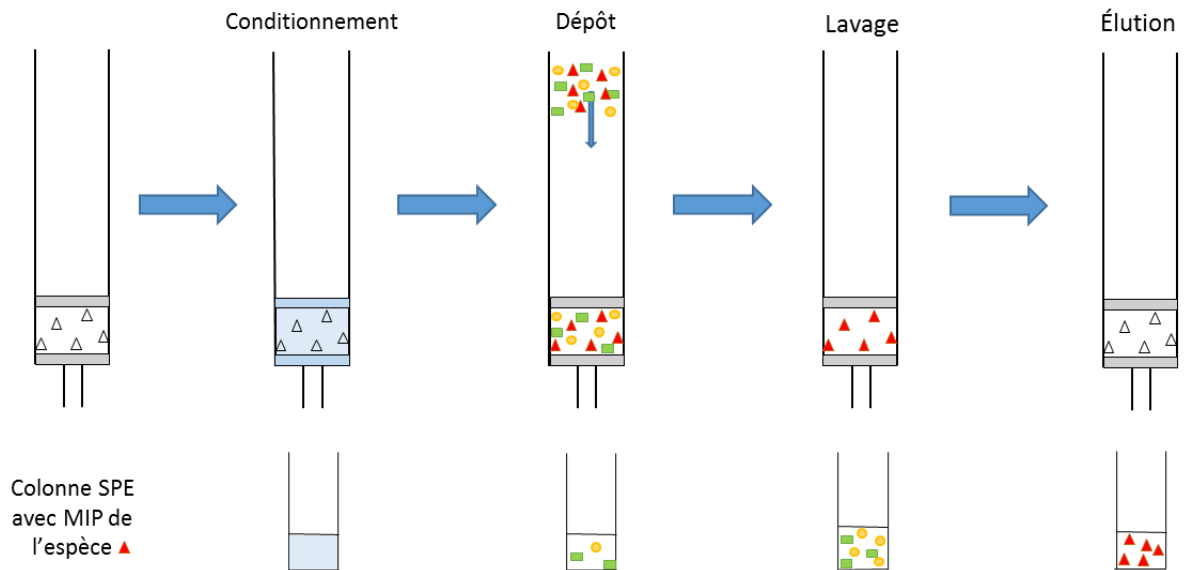 Conditionnement
Dépôt
Lavage
Élution
Colonne SPE
avec MIP de
l'espèce